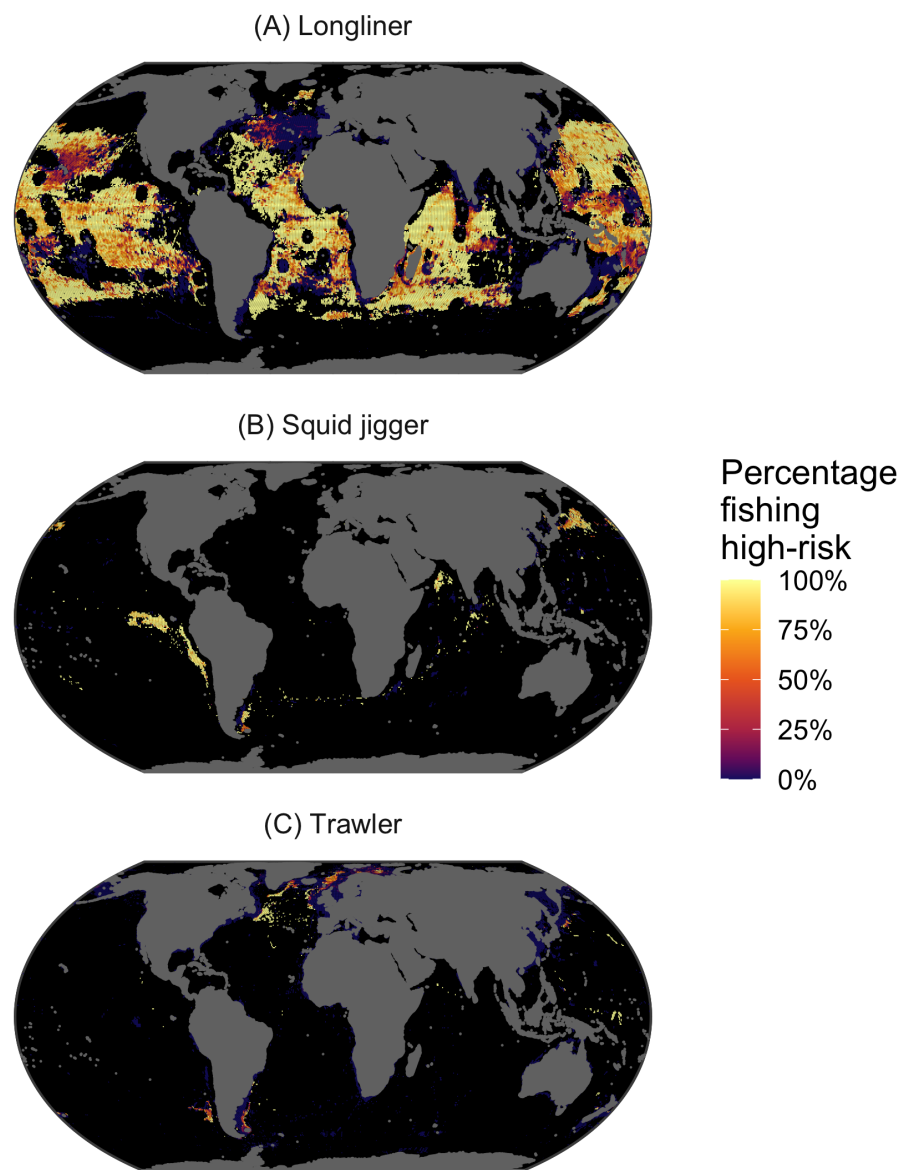 (A) Longliner
(B) Squid jigger
Percentage
fishing
high-risk
100%
75%
50%
25%
0%
(C) Trawler